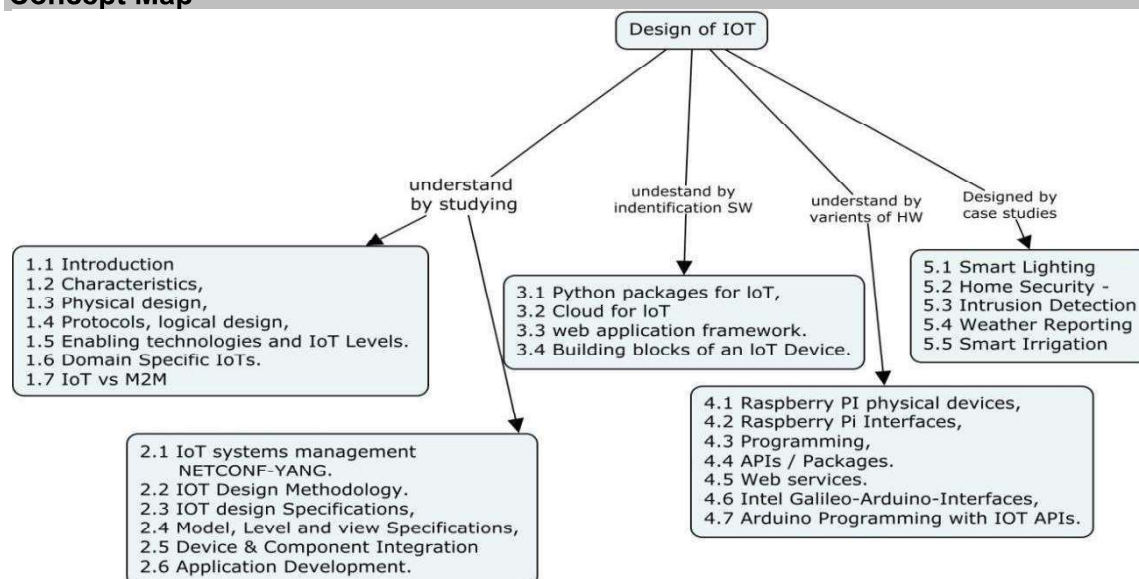 Concept Map
Design of IOT
understand
by studying
undestand by
indentification SW
understand by
varients of HW
Designed by
case studies
1.1 Introduction
1.2 Characteristics,
1.3 Physical design,
1.4 Protocols, logical design,
1.5 Enabling technologies and IoT Levels.
1.6 Domain Specific IoTs.
1.7 IoT vs M2M
2.1 IoT systems management
NETCONF-YANG.
2.2 IOT Design Methodology.
2.3 IOT design Specifications,
2.4 Model, Level and view Specifications,
2.5 Device & Component Integration
2.6 Application Development.
3.1 Python packages for IoT,
3.2 Cloud for IoT
3.3 web application framework.
3.4 Building blocks of an IoT Device.
4.1 Raspberry PI physical devices,
4.2 Raspberry Pi Interfaces,
4.3 Programming,
4.4 APIs / Packages.
4.5 Web services.
4.6 Intel Galileo-Arduino-Interfaces,
4.7 Arduino Programming with IOT APIs.
5.1 Smart Lighting
5.2 Home Security -
5.3 Intrusion Detection
5.4 Weather Reporting
5.5 Smart Irrigation